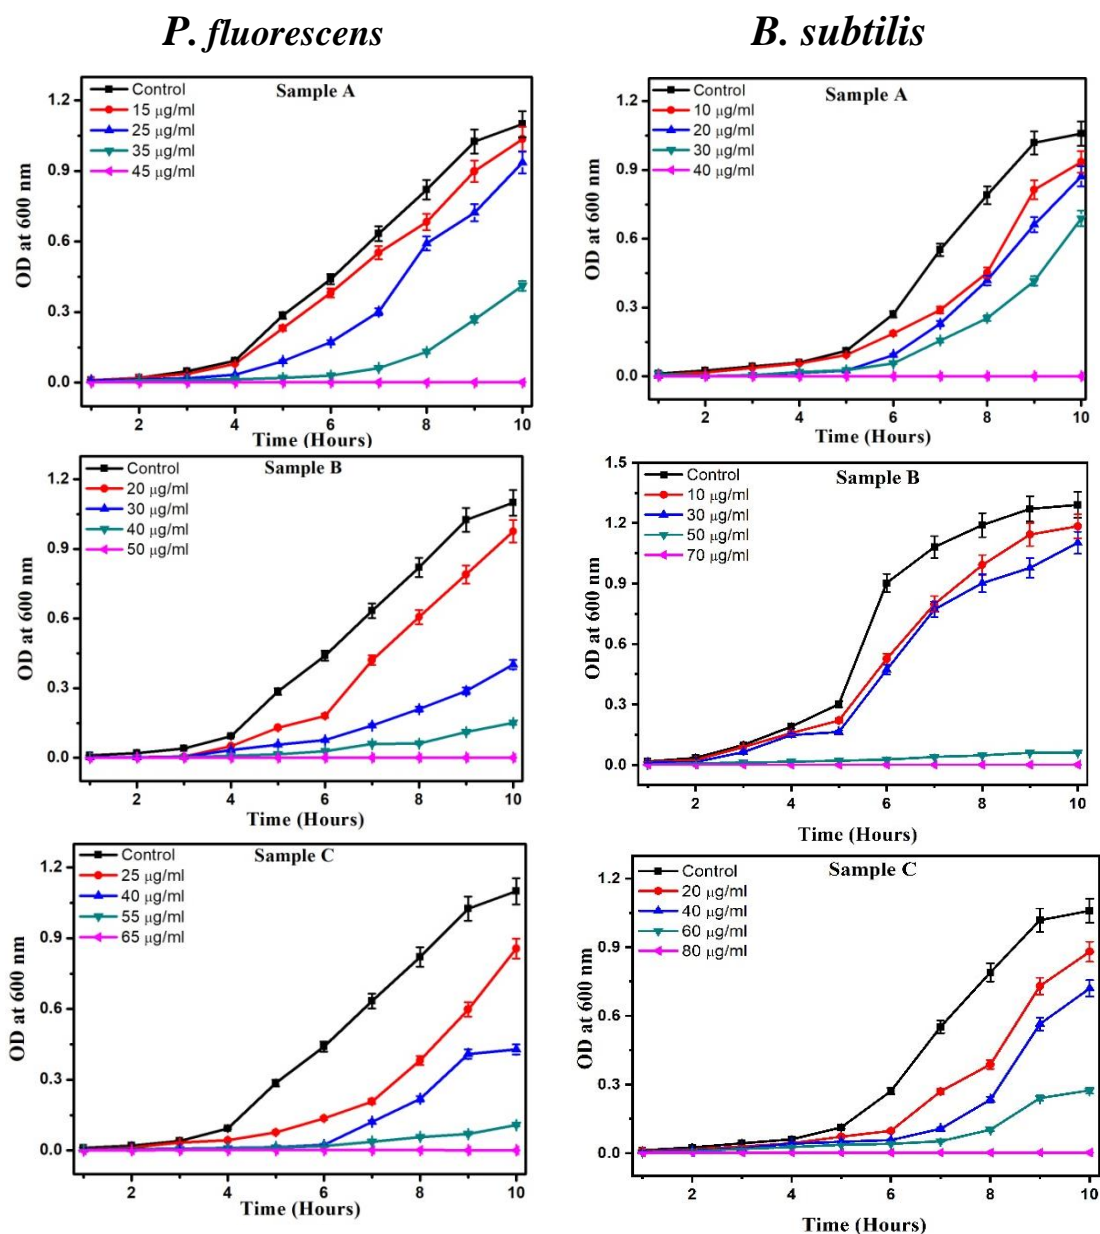 P. fluorescens
B. subtilis
Sample A
Control
15 µg/ml
25 µg/ml
35 µg/ml
45 µg/ml
OD at 600 nm
1.2
0.9
0.6
0.3
0.0
2 4 6 8 10
Time (Hours)
Sample A
Control
10 µg/ml
20 µg/ml
30 µg/ml
40 µg/ml
OD at 600 nm
1.2
0.9
0.6
0.3
0.0
2 4 6 8 10
Time (Hours)
Sample B
Control
20 µg/ml
30 µg/ml
40 µg/ml
50 µg/ml
OD at 600 nm
1.2
0.9
0.6
0.3
0.0
2 4 6 8 10
Time (Hours)
Sample B
Control
10 µg/ml
30 µg/ml
50 µg/ml
70 µg/ml
OD at 600 nm
1.5
1.2
0.9
0.6
0.3
0.0
2 4 6 8 10
Time (Hours)
Sample C
Control
25 µg/ml
40 µg/ml
55 µg/ml
65 µg/ml
OD at 600 nm
1.2
0.9
0.6
0.3
0.0
2 4 6 8 10
Time (Hours)
Sample C
Control
20 µg/ml
40 µg/ml
60 µg/ml
80 µg/ml
OD at 600 nm
1.2
0.9
0.6
0.3
0.0
2 4 6 8 10
Time (Hours)